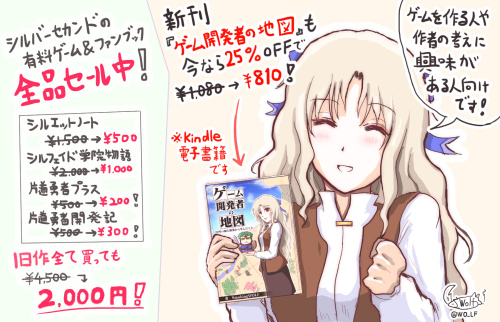 シルバーセカンドの
有料ゲーム&ファンブック
全品セール中!
シルエットノート
¥1,500→¥500
シルフェイド学院物語
¥2,000→¥1,000
片道勇者プラス
¥500→¥200!
片道勇者開発記
¥500→¥300!
旧作全て買っても
¥4,500
2,000円!
新刊
『ゲーム開発者の地図』も
今なら25%OFFで
¥1,080→¥810!
※Kindle
電子書籍
です
ゲームを作る人や
作者の考えに
興味が
ある人向け
です!
ゲーム
開発者
の
地図
@WO_LF